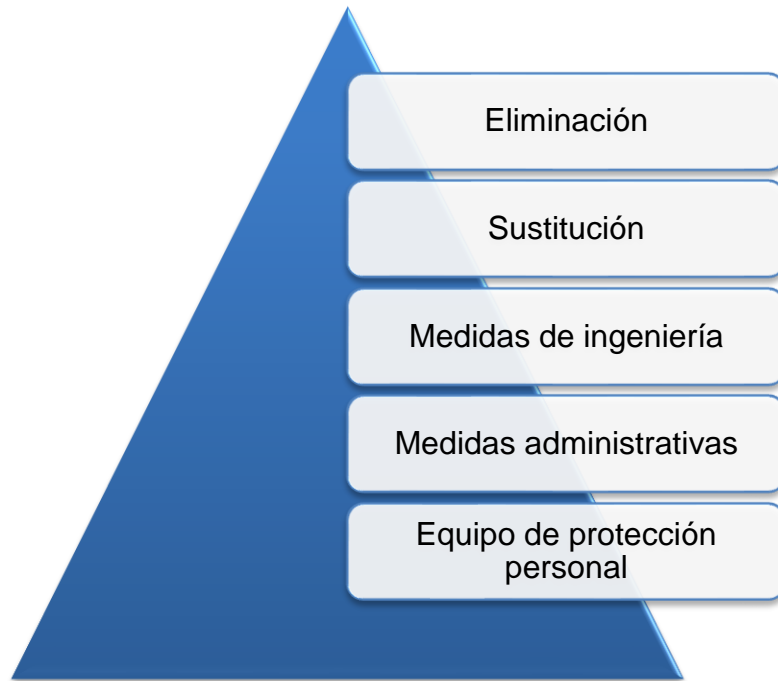 Eliminación
Sustitución
Medidas de ingeniería
Medidas administrativas
Equipo de protección
personal